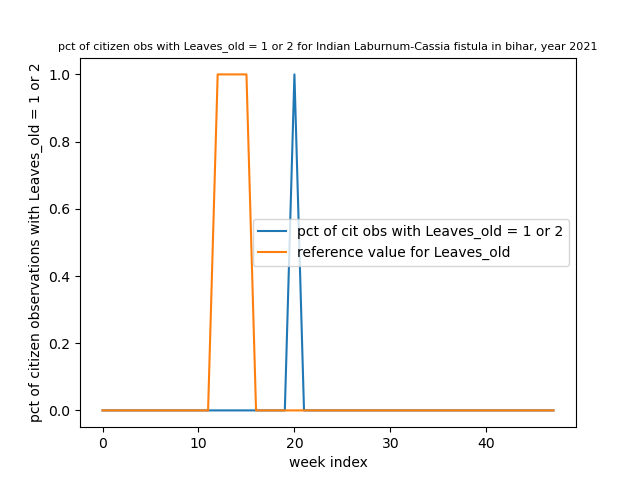 pct of citizen obs with Leaves_old = 1 or 2 for Indian Laburnum-Cassia fistula in bihar, year 2021
pct of citizen observations with Leaves_old = 1 or 2
1.0
0.8
0.6
0.4
0.2
0.0
pct of cit obs with Leaves_old = 1 or 2
reference value for Leaves_old
0
10
20
30
40
week index